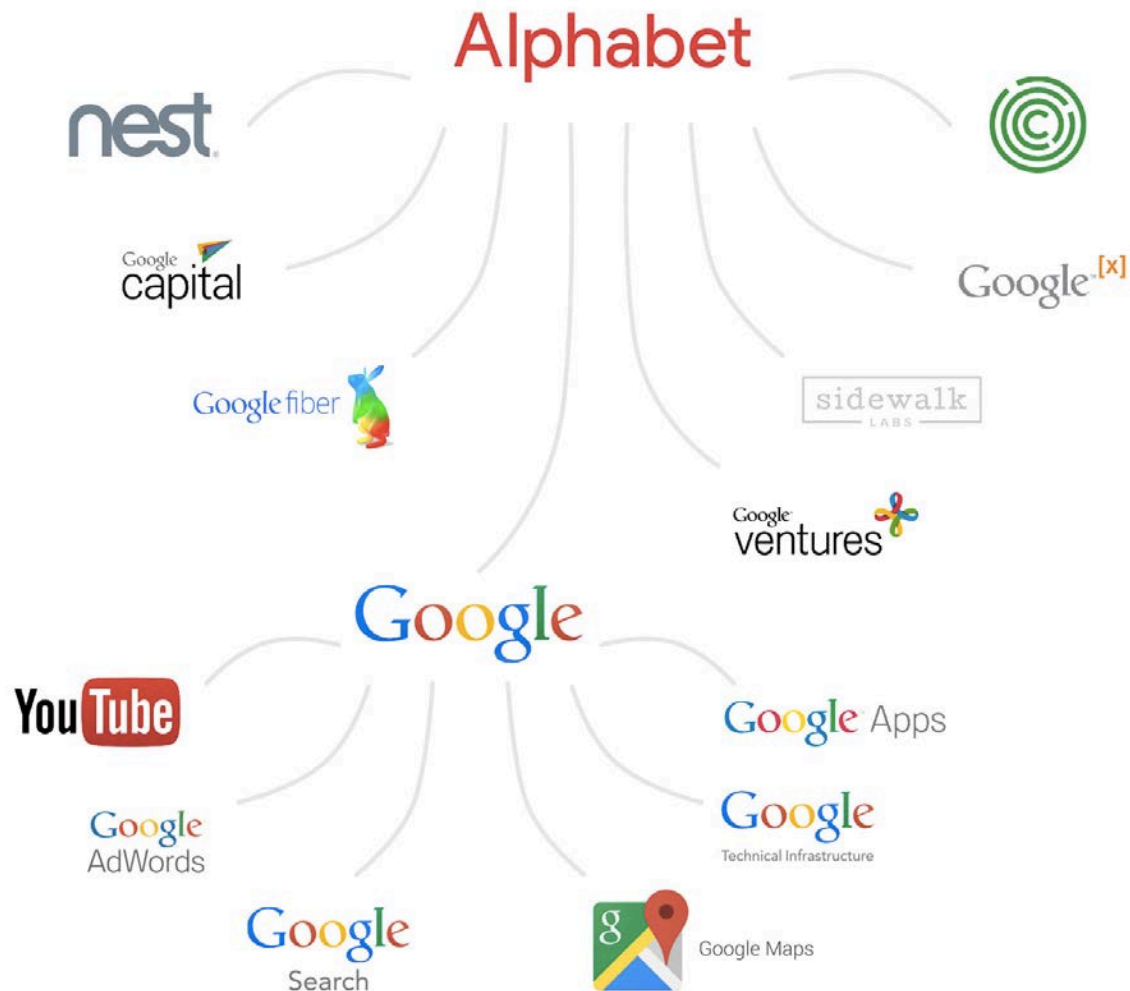 Alphabet
nest
C
Google
capital
Google [x]
Google fiber
sidewalk
LABS
Google
ventures
Google
YouTube
Google Apps
Google
AdWords
Google
Technical Infrastructure
Google
Search
g
Google Maps